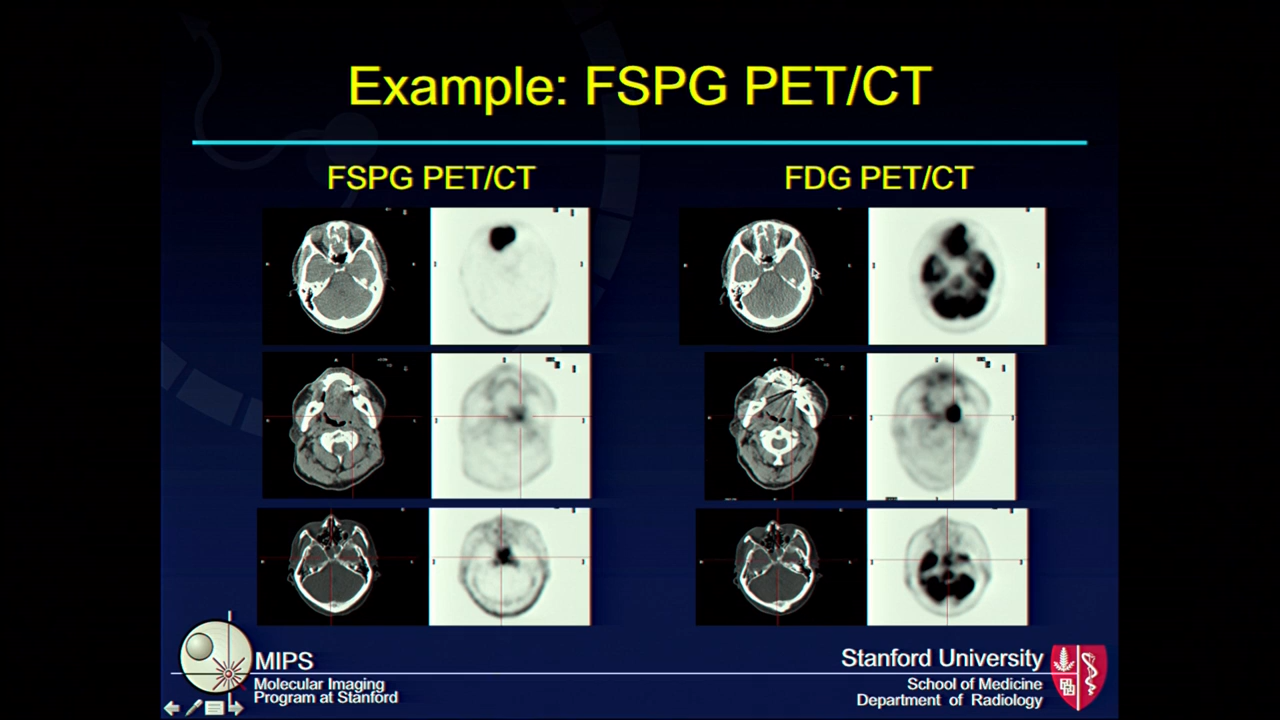 Example: FSPG PET/CT
FSPG PET/CT
FDG PET/CT
MIPS
Molecular Imaging
Program at Stanford
Stanford University
School of Medicine
Department of Radiology